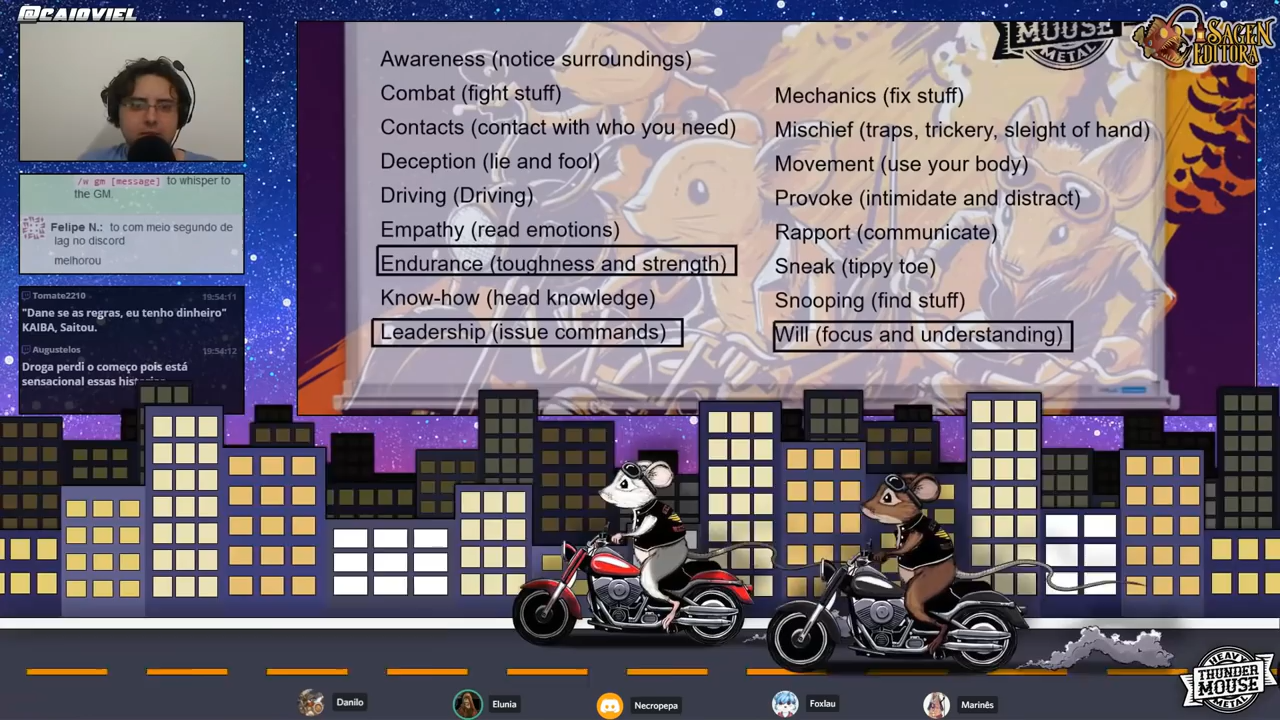 @CAIOVIEL
/w gm [message] to whisper to
the GM.
Felipe N.: to com meio segundo de
lag no discord
melhorou
Tomate2210 19:54:11
"Dane se as regras, eu tenho dinheiro"
KAIBA, Saitou.
Augustelos 19:54:12
Droga perdi o começo pois está
sensacional essas historias
Awareness (notice surroundings)
Combat (fight stuff)
Contacts (contact with who you need)
Deception (lie and fool)
Driving (Driving)
Empathy (read emotions)
Endurance (toughness and strength)
Know-how (head knowledge)
Leadership (issue commands)
Mechanics (fix stuff)
Mischief (traps, trickery, sleight of hand)
Movement (use your body)
Provoke (intimidate and distract)
Rapport (communicate)
Sneak (tippy toe)
Snooping (find stuff)
Will (focus and understanding)
MOUSE
METAL
SAGEN
EDITORA
HEAVY
THUNDER
MOUSE
METAL
Danilo
Elunia
Necropepa
Foxlau
Marinês